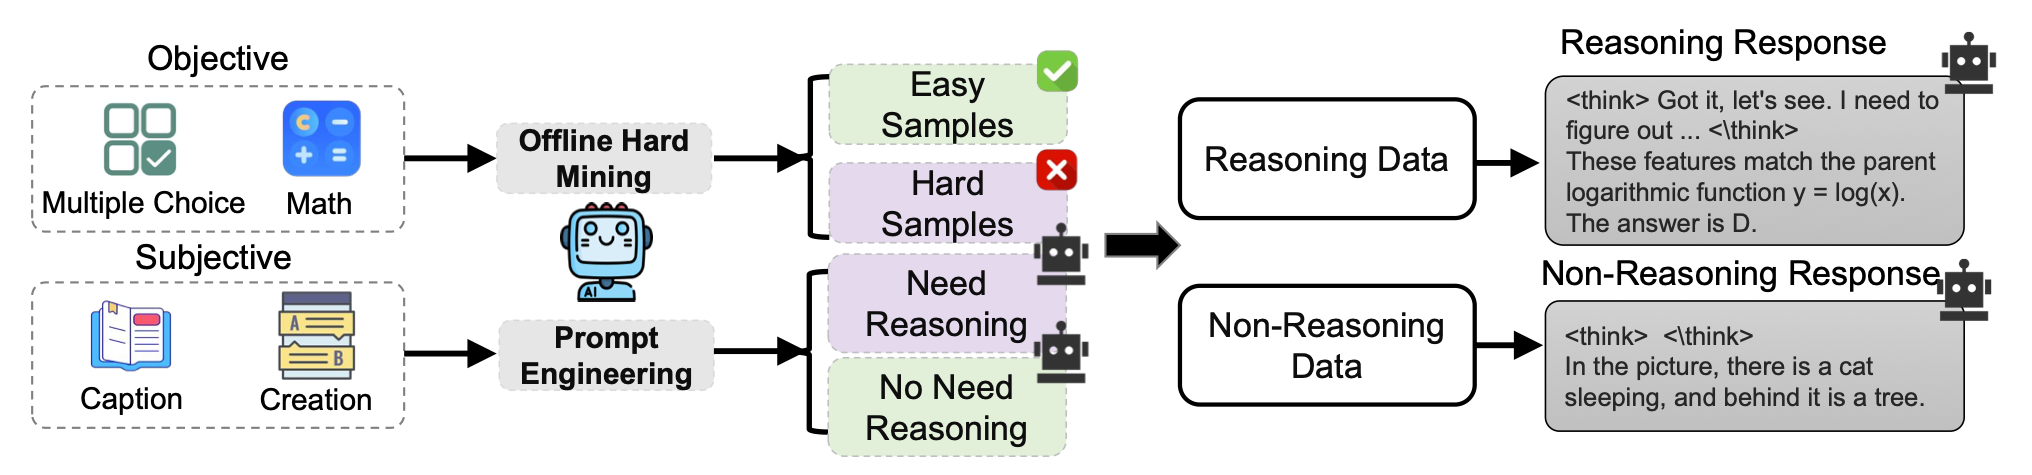 Objective
Multiple Choice
Math
Subjective
Caption
Creation
Offline Hard
Mining
AI
Prompt
Engineering
Easy
Samples
Hard
Samples
Need
Reasoning
No Need
Reasoning
Reasoning Data
Non-Reasoning
Data
Reasoning Response
<think> Got it, let's see. I need to
figure out ... <\think>
These features match the parent
logarithmic function y = log(x).
The answer is D.
Non-Reasoning Response
<think>  <\think>
In the picture, there is a cat
sleeping, and behind it is a tree.
C
A
B